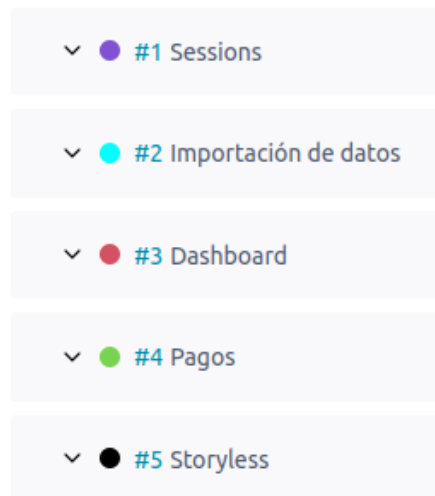 #1 Sessions
#2 Importación de datos
#3 Dashboard
#4 Pagos
#5 Storyless